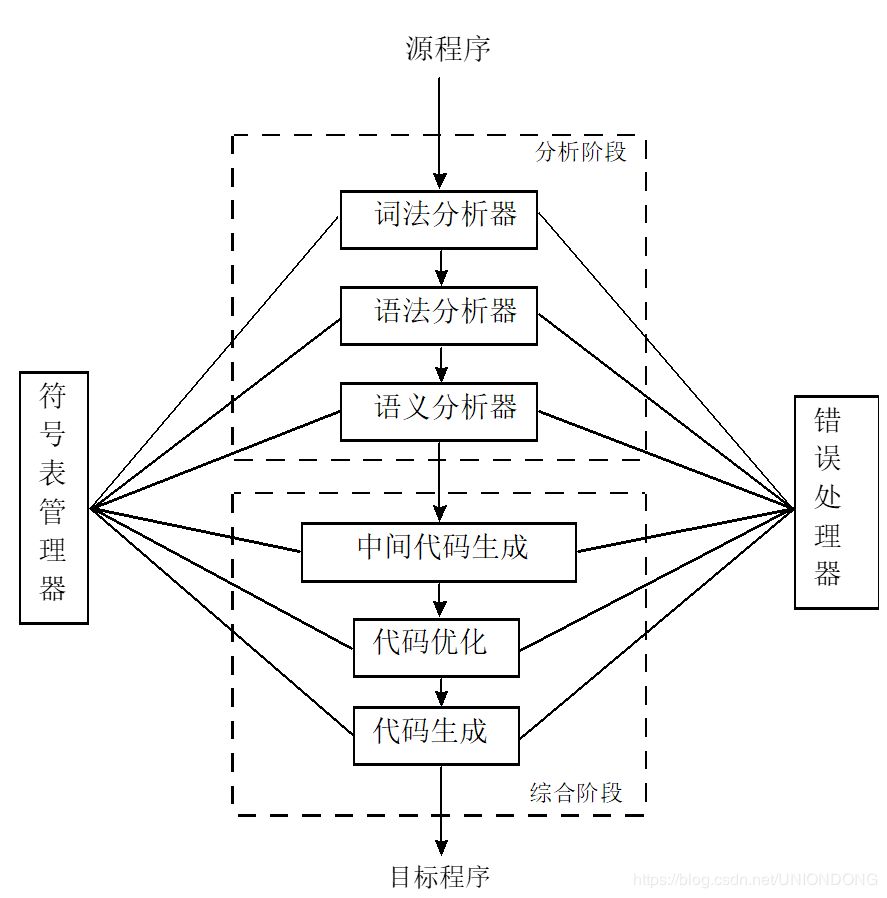 源程序
分析阶段
词法分析器
语法分析器
语义分析器
符号表管理器
错误处理器
中间代码生成
代码优化
代码生成
综合阶段
目标程序
https://blog.csdn.net/UNIONDONG